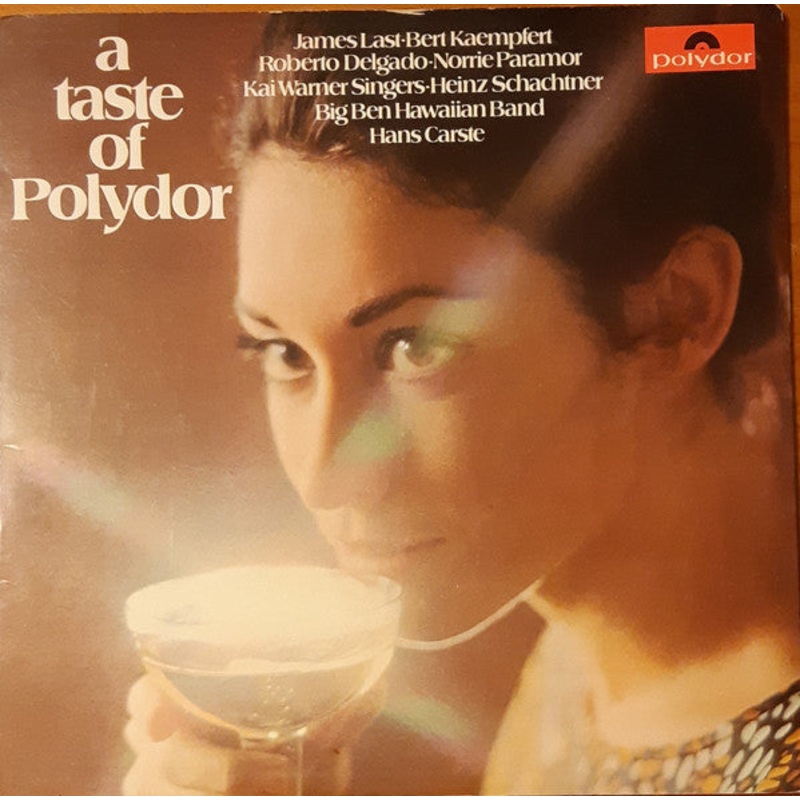 a
taste
of
Polydor
James Last·Bert Kaempfert
Roberto Delgado·Norrie Paramor
Kai Warner Singers·Heinz Schachtner
Big Ben Hawaiian Band
Hans Carste
polydor